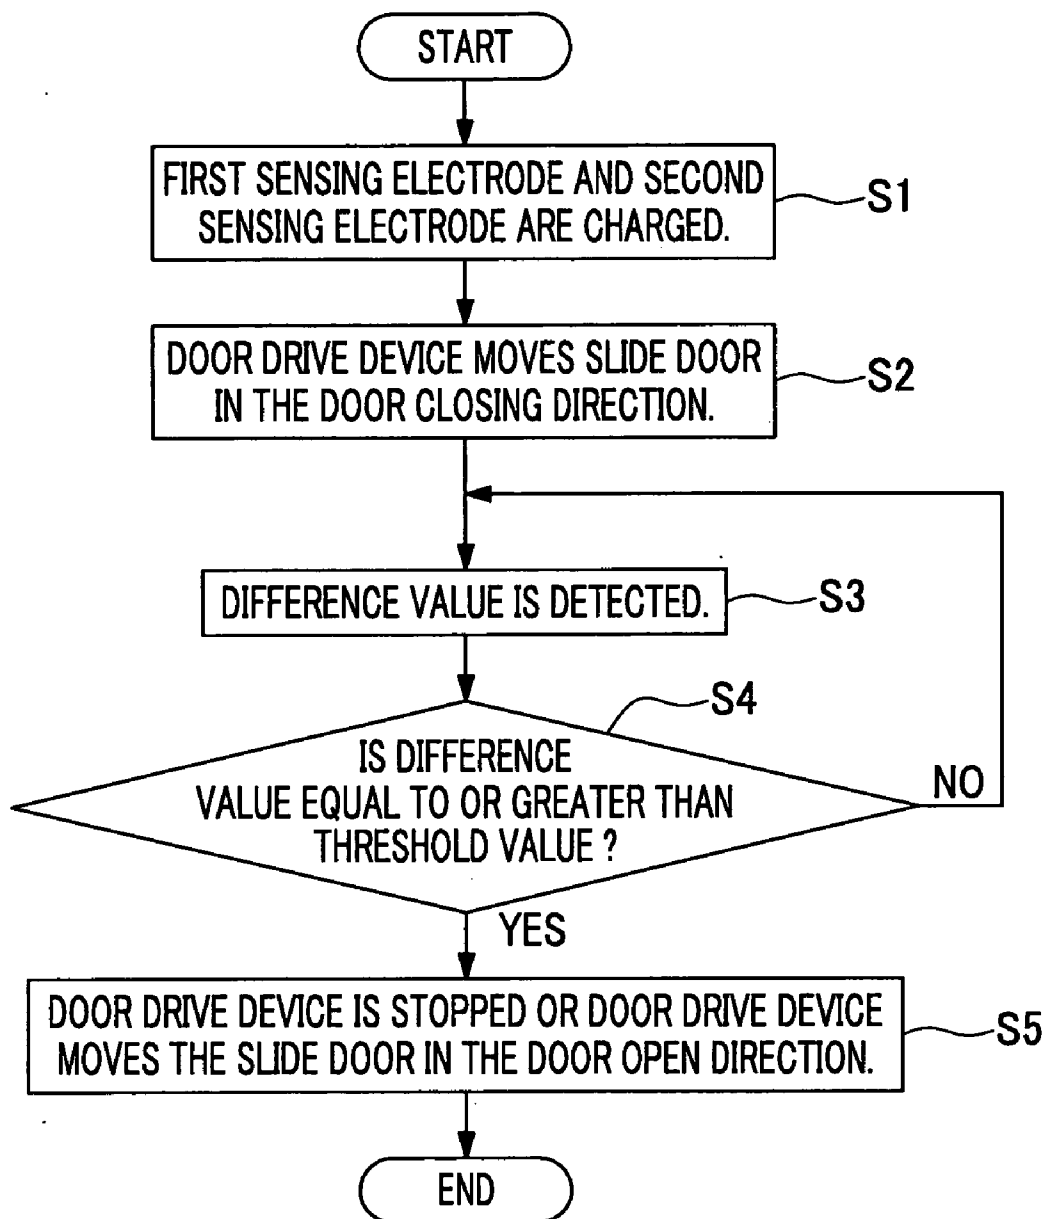 START
FIRST SENSING ELECTRODE AND SECOND
SENSING ELECTRODE ARE CHARGED.
S1
DOOR DRIVE DEVICE MOVES SLIDE DOOR
IN THE DOOR CLOSING DIRECTION.
S2
DIFFERENCE VALUE IS DETECTED.
S3
S4
IS DIFFERENCE
VALUE EQUAL TO OR GREATER THAN
THRESHOLD VALUE ?
NO
YES
DOOR DRIVE DEVICE IS STOPPED OR DOOR DRIVE DEVICE
MOVES THE SLIDE DOOR IN THE DOOR OPEN DIRECTION.
S5
END